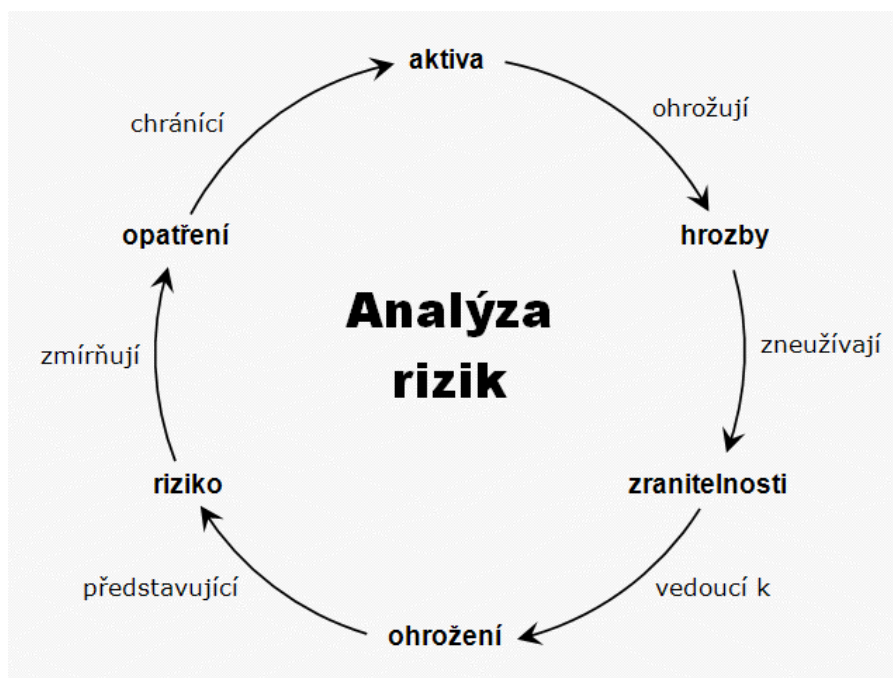 aktiva
ohrožují
hrozby
zneužívají
zranitelnosti
vedoucí k
ohrožení
představující
riziko
zmírňují
opatření
chránící
Analýza
rizik